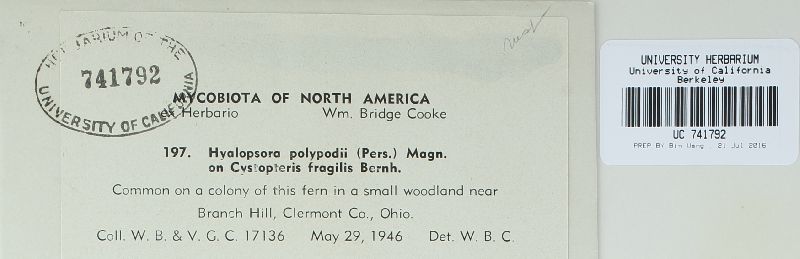 HERBARIUM OF THE
741792
UNIVERSITY OF CALIFORNIA
MYCOBIOTA OF NORTH AMERICA
Herbario Wm. Bridge Cooke
197. Hyalopsora polypodii (Pers.) Magn.
on Cystopteris fragilis Bernh.
Common on a colony of this fern in a small woodland near
Branch Hill, Clermont Co., Ohio.
Coll. W. B. & V. G. C. 17136 May 29, 1946 Det. W. B. C.
UNIVERSITY HERBARIUM
University of California
Berkeley
UC 741792
PREP BY Bin Wang . 21 Jul 2016